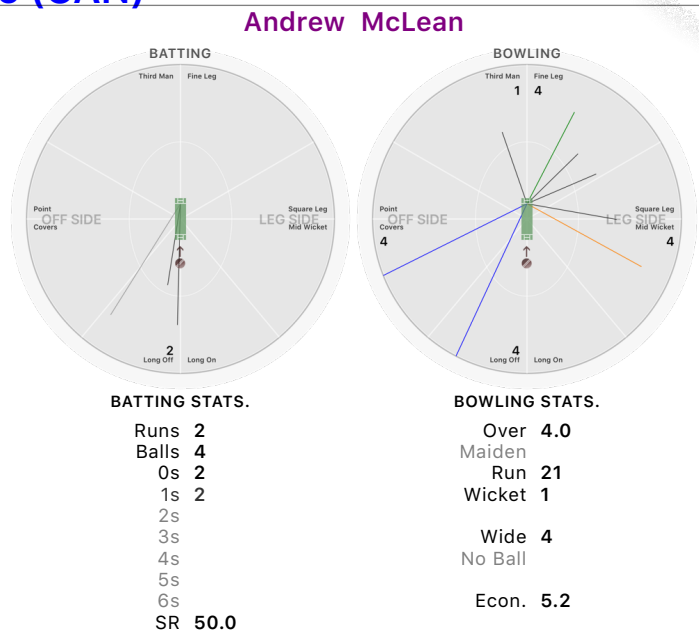 (CAN)
Andrew McLean
BATTING
Third Man Fine Leg
Point Square Leg
OFF SIDE LEG SIDE
Covers Mid Wicket
2
Long Off Long On
BOWLING
Third Man Fine Leg
1 4
Point Square Leg
OFF SIDE LEG SIDE
Covers Mid Wicket
4 4
4
Long Off Long On
BATTING STATS.
Runs 2
Balls 4
0s 2
1s 2
2s
3s
4s
5s
6s
SR 50.0
BOWLING STATS.
Over 4.0
Maiden
Run 21
Wicket 1
Wide 4
No Ball
Econ. 5.2